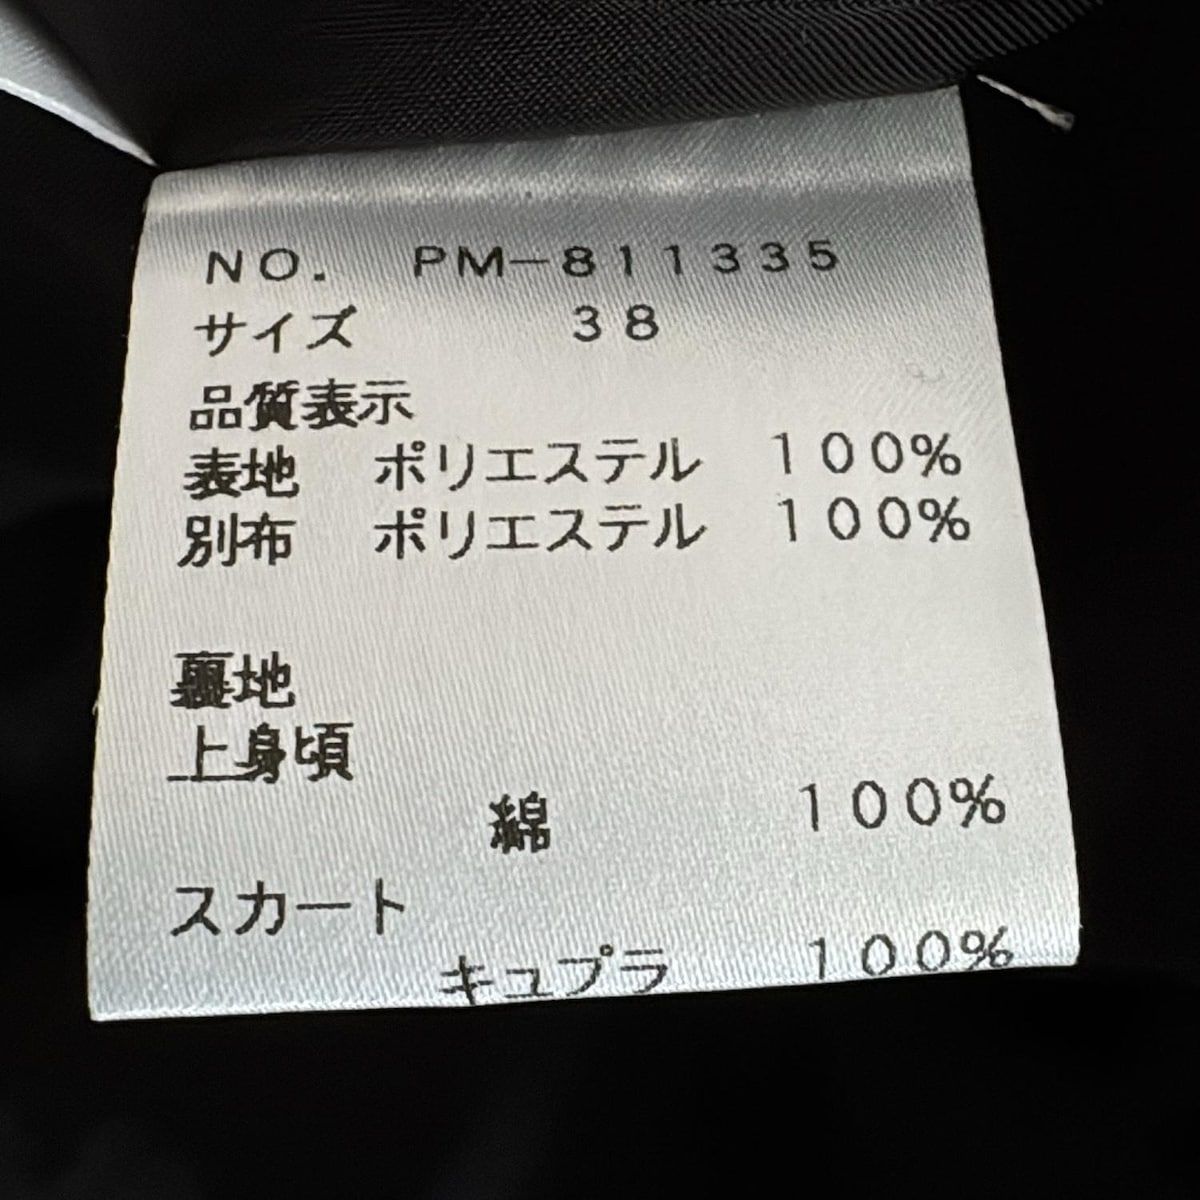 NO. PM-811335
サイズ 38
品質表示
表地 ポリエステル 100%
別布 ポリエステル 100%
裏地
上身頃
綿 100%
スカート
キュプラ 100%